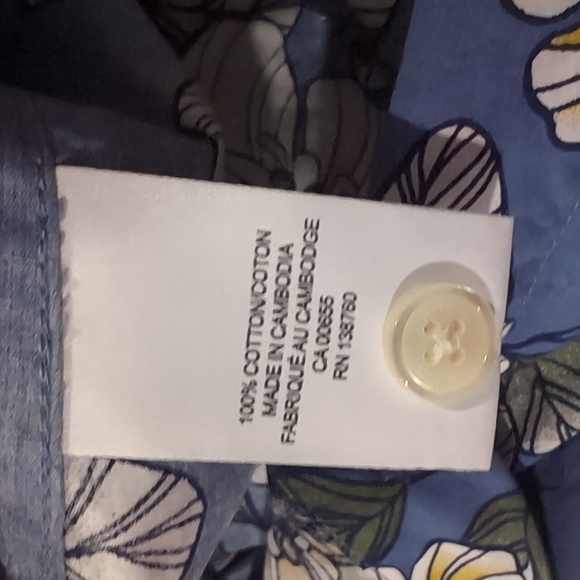 100% COTTON/COTON
MADE IN CAMBODIA
FABRIQUÉ AU CAMBODGE
CA 00655
RN 138760